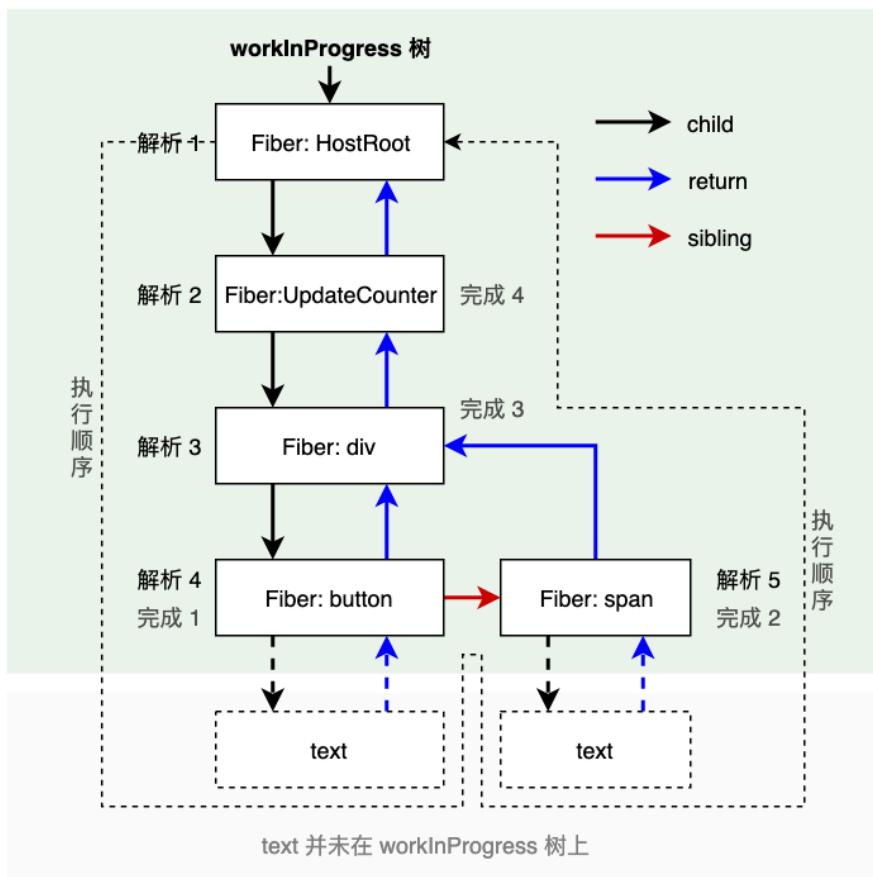 workInProgress 树
解析 1
Fiber: HostRoot
child
return
sibling
解析 2
Fiber:UpdateCounter
完成 4
执行顺序
解析 3
Fiber: div
完成 3
解析 4
完成 1
Fiber: button
Fiber: span
解析 5
完成 2
执行顺序
text
text
text 并未在 workInProgress 树上